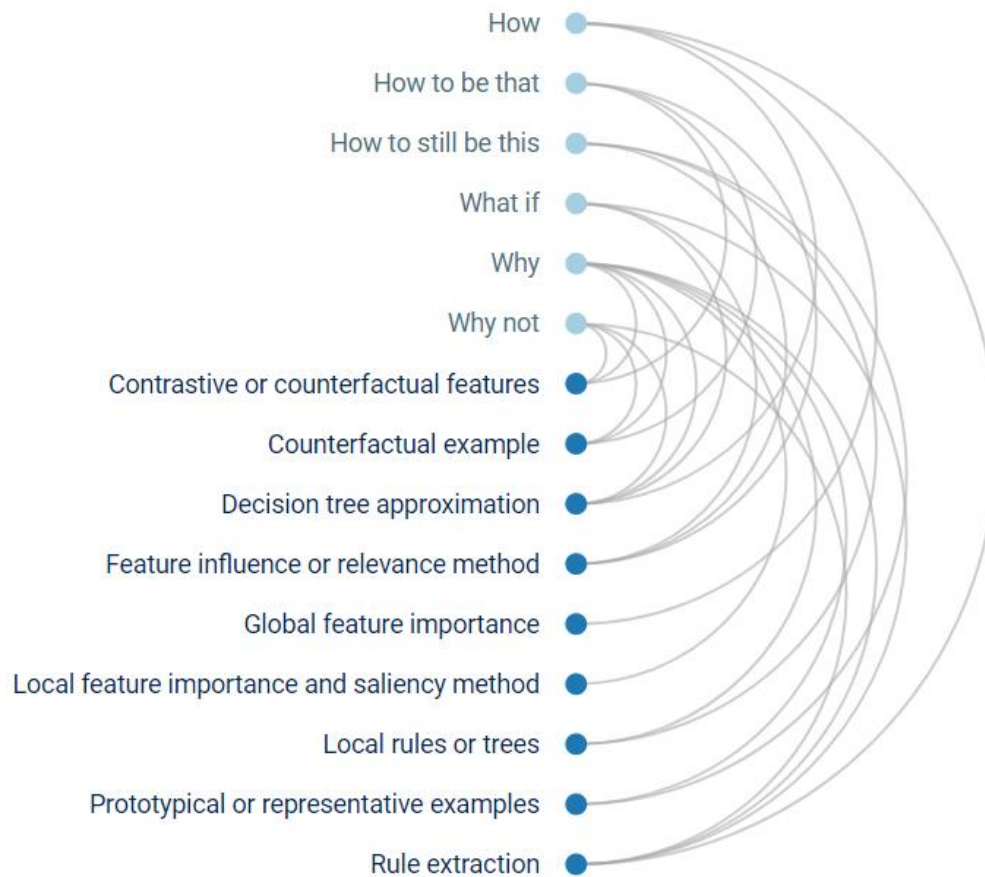 How
How to be that
How to still be this
What if
Why
Why not
Contrastive or counterfactual features
Counterfactual example
Decision tree approximation
Feature influence or relevance method
Global feature importance
Local feature importance and saliency method
Local rules or trees
Prototypical or representative examples
Rule extraction